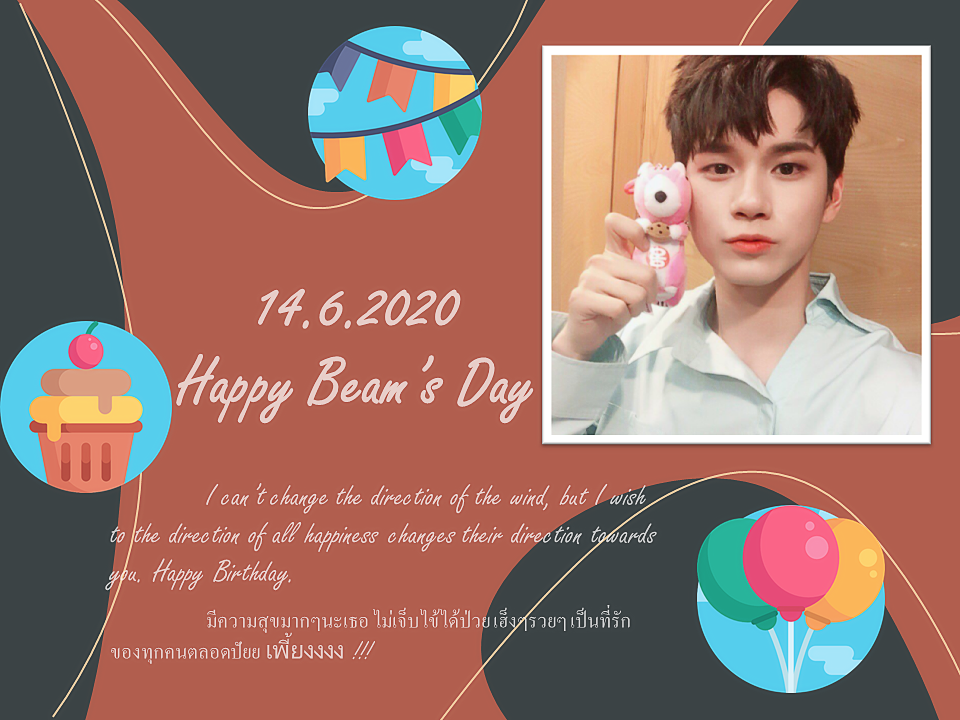 14.6.2020
Happy Beam's Day
I can't change the direction of the wind, but I wish
to the direction of all happiness changes their direction towards
you. Happy Birthday.
มีความสุขมากๆนะเธอ ไม่เจ็บไข้ได้ป่วย เฮ็งๆรวยๆ เป็นที่รัก
ของทุกคนตลอดปัยย เพี้ยงงงง !!!